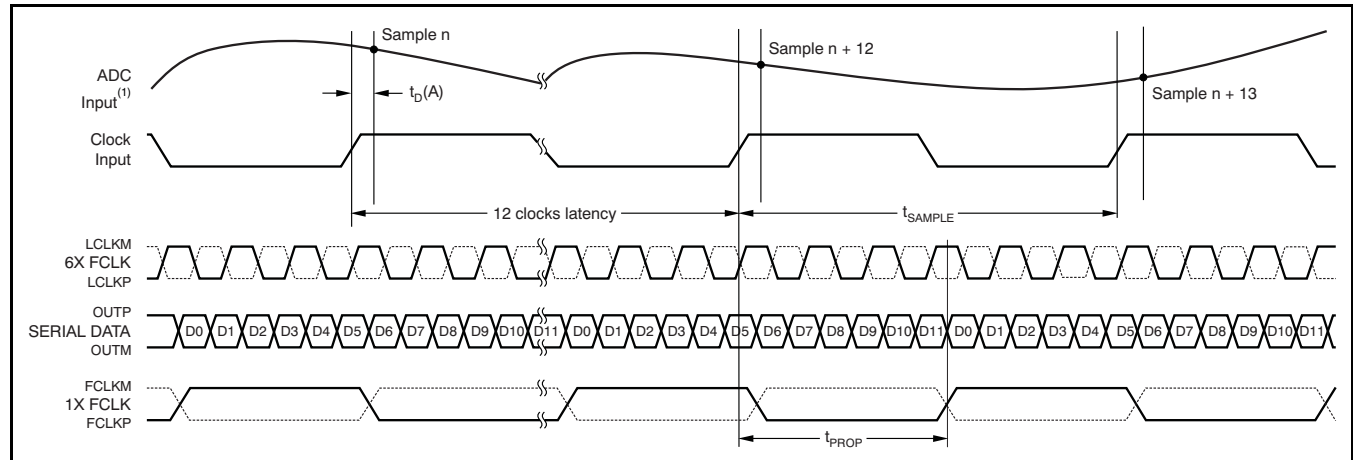 Sample n
Sample n + 12
Sample n + 13
ADC
Input(1)
tD(A)
Clock
Input
12 clocks latency
tSAMPLE
LCLKM
6X FCLK
LCLKP
OUTP
SERIAL DATA
OUTM
D0 D1 D2 D3 D4 D5 D6 D7 D8 D9 D10 D11 D0 D1 D2 D3 D4 D5 D6 D7 D8 D9 D10 D11 D0 D1 D2 D3 D4 D5 D6 D7 D8 D9 D10 D11
FCLKM
1X FCLK
FCLKP
tPROP